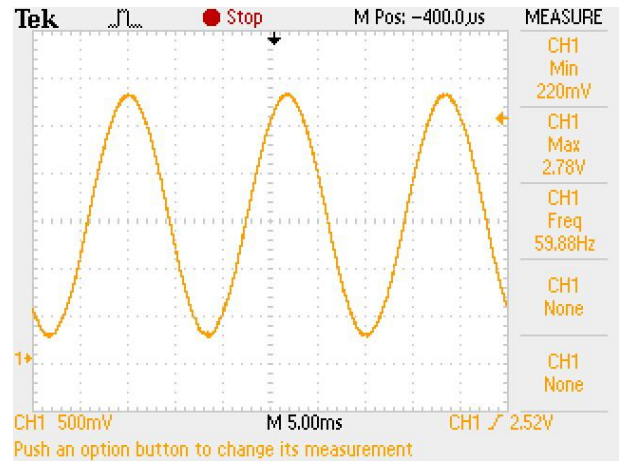 Tek Stop M Pos: -400.0µs MEASURE
CH1
Min
220mV
CH1
Max
2.78V
CH1
Freq
59.88Hz
CH1
None
CH1
None
1
CH1 500mV M 5.00ms CH1 2.52V
Push an option button to change its measurement